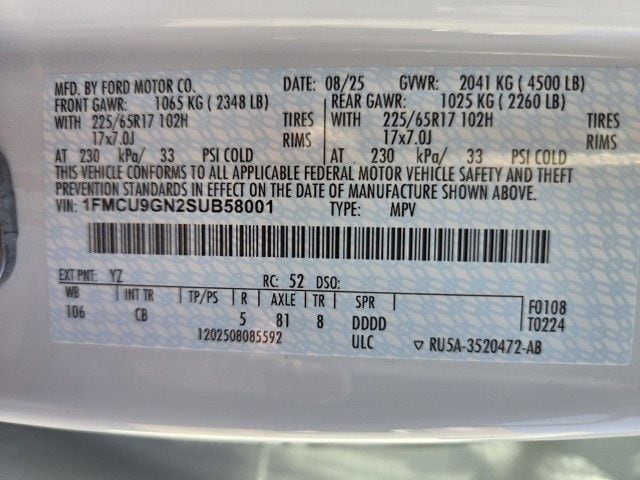 MFD. BY FORD MOTOR CO. DATE: 08/25 GVWR: 2041 KG ( 4500 LB)
FRONT GAWR: 1065 KG ( 2348 LB) REAR GAWR: 1025 KG ( 2260 LB)
WITH 225/65R17 102H TIRES WITH 225/65R17 102H TIRES
17x7.0J RIMS 17x7.0J RIMS
AT 230 kPa/ 33 PSI COLD AT 230 kPa/ 33 PSI COLD
THIS VEHICLE CONFORMS TO ALL APPLICABLE FEDERAL MOTOR VEHICLE SAFETY AND THEFT
PREVENTION STANDARDS IN EFFECT ON THE DATE OF MANUFACTURE SHOWN ABOVE.
VIN: 1FMCU9GN2SUB58001 TYPE: MPV
EXT PNT: YZ RC: 52 DSO:
WB INT TR TP/PS R AXLE TR SPR F0108
106 CB 5 81 8 DDDD T0224
1202508085592 ULC ▽ RU5A-3520472-AB